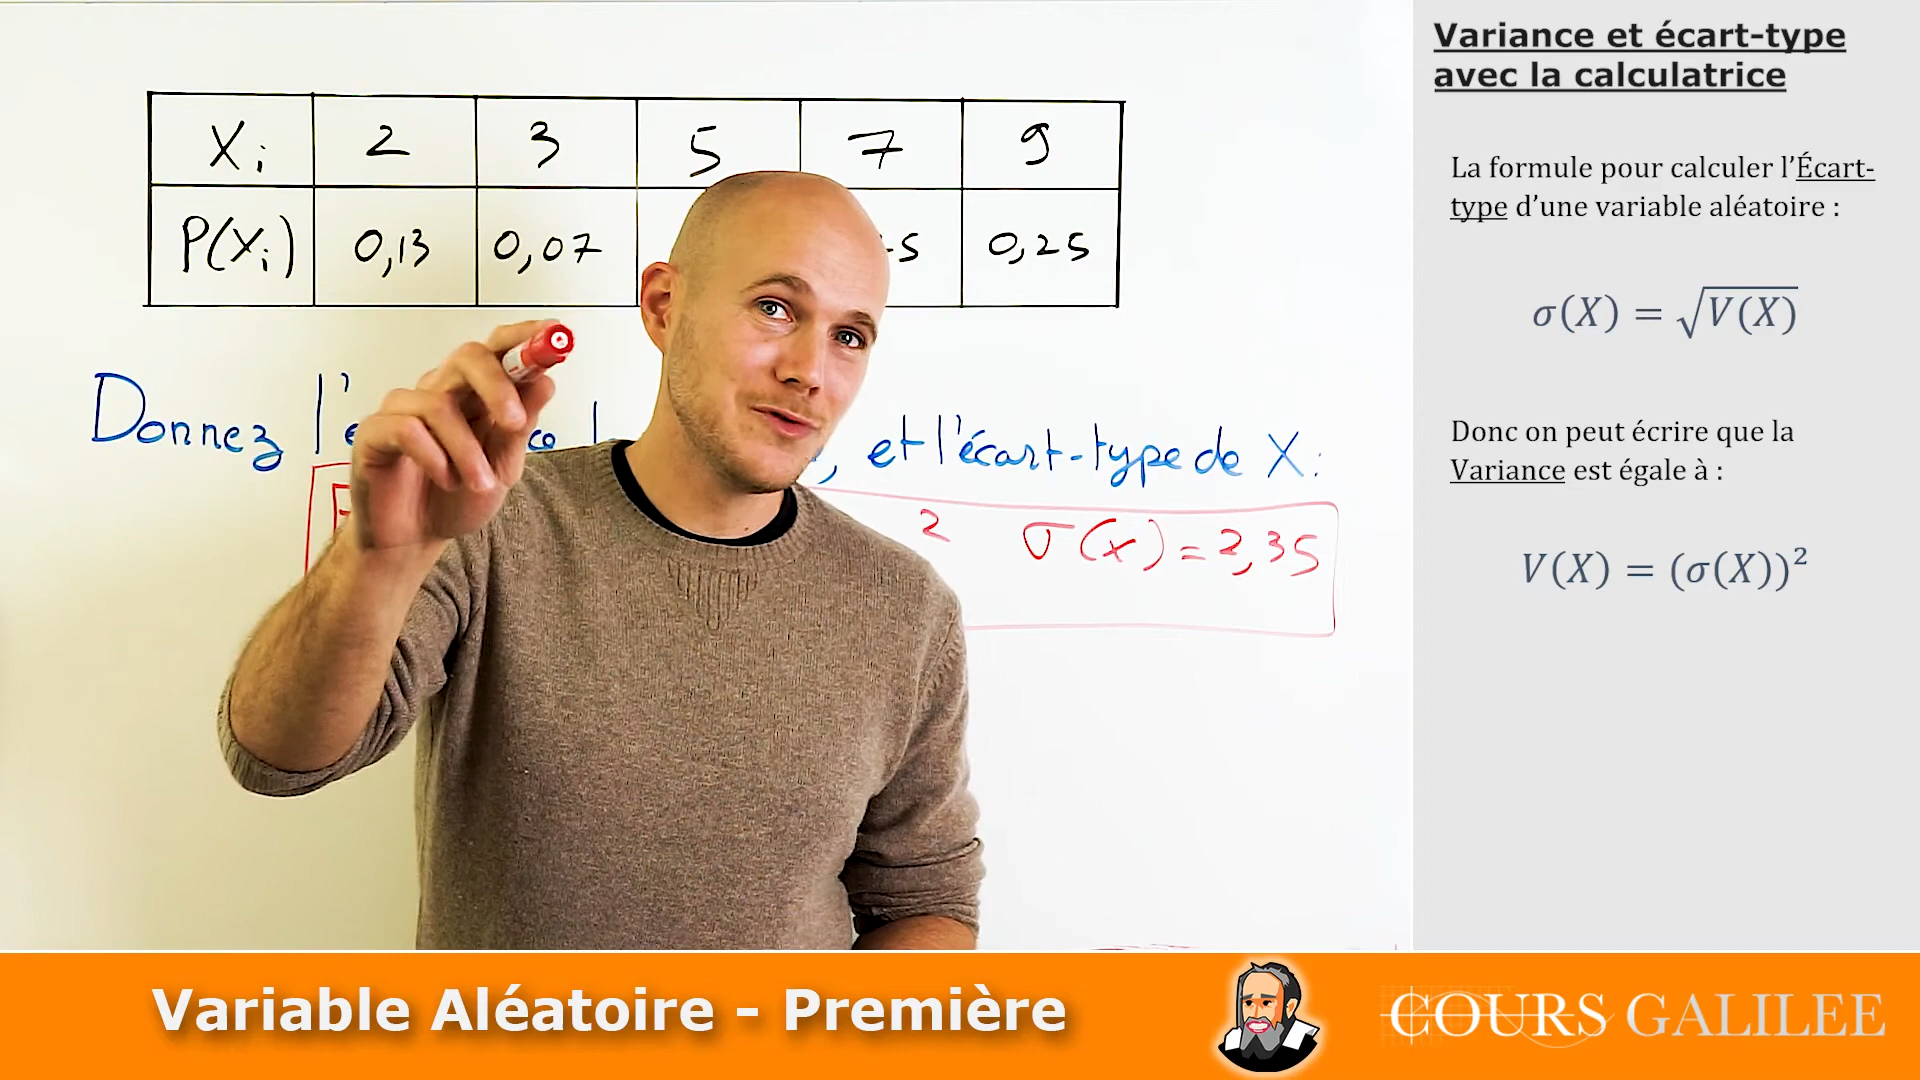 Variance et écart-type
avec la calculatrice
La formule pour calculer l'Écart-
type d'une variable aléatoire :
σ(X) = √V(X)
Donc on peut écrire que la
Variance est égale à :
V(X) = (σ(X))²
Xi 2 3 5 7 9
P(Xi) 0,13 0,07 0,25
Donnez et l'écart-type de X:
2 σ(x) = 2,35
Variable Aléatoire - Première
COURS GALILEE